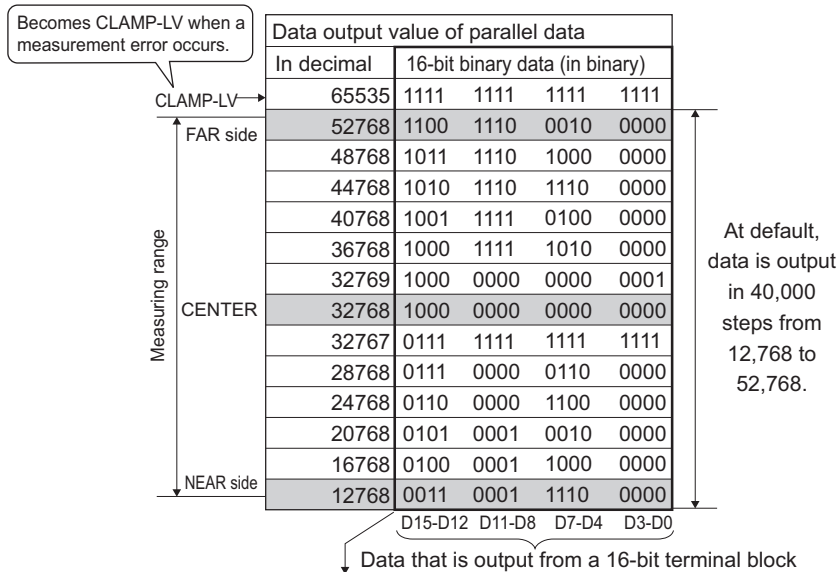 Becomes CLAMP-LV when a
measurement error occurs.
Data output value of parallel data
In decimal 16-bit binary data (in binary)
CLAMP-LV 65535 1111 1111 1111 1111
FAR side 52768 1100 1110 0010 0000
48768 1011 1110 1000 0000
44768 1010 1110 1110 0000
40768 1001 1111 0100 0000
36768 1000 1111 1010 0000
32769 1000 0000 0000 0001
CENTER 32768 1000 0000 0000 0000
32767 0111 1111 1111 1111
28768 0111 0000 0110 0000
24768 0110 0000 1100 0000
20768 0101 0001 0010 0000
16768 0100 0001 1000 0000
NEAR side 12768 0011 0001 1110 0000
Measuring range
At default,
data is output
in 40,000
steps from
12,768 to
52,768.
D15-D12 D11-D8 D7-D4 D3-D0
Data that is output from a 16-bit terminal block